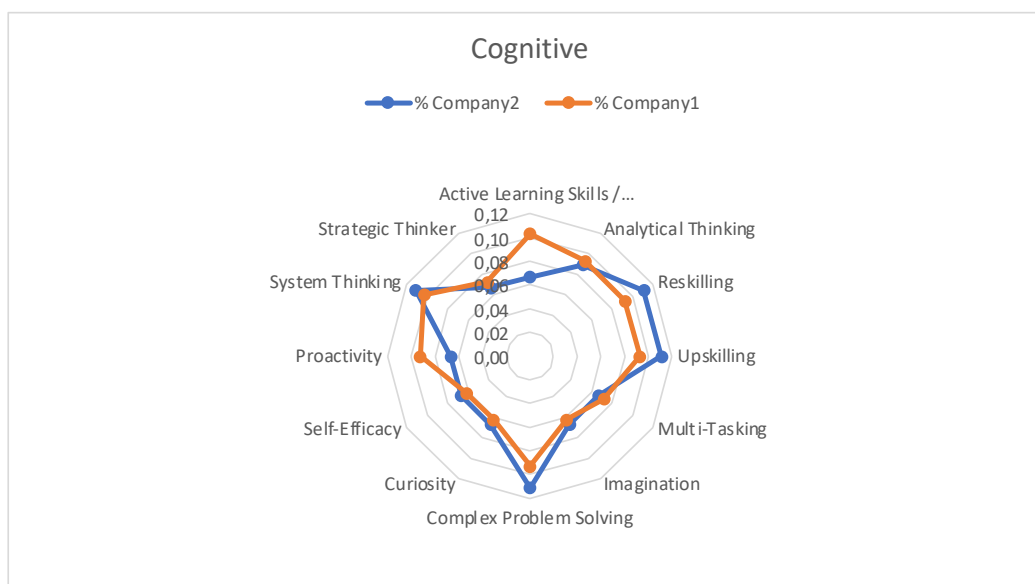 Cognitive
% Company2 % Company1
Active Learning Skills /...
Strategic Thinker
Analytical Thinking
System Thinking
Reskilling
Proactivity
Upskilling
Self-Efficacy
Multi-Tasking
Curiosity
Imagination
Complex Problem Solving
0,12
0,10
0,08
0,06
0,04
0,02
0,00